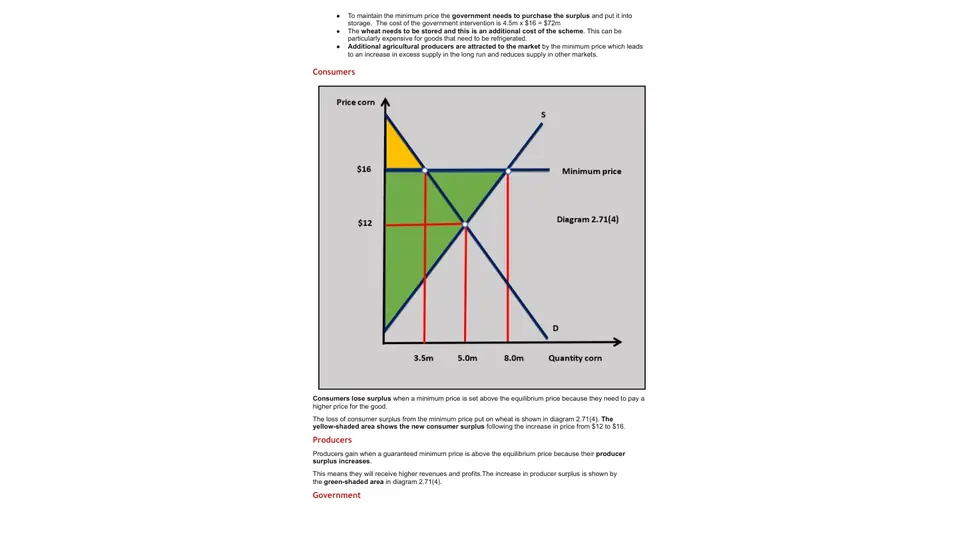 • To maintain the minimum price the government needs to purchase the surplus and put it into
storage. The cost of the government intervention is 4.5m x $16 = $72m
• The wheat needs to be stored and this is an additional cost of the scheme. This can be
particularly expensive for goods that need to be refrigerated.
• Additional agricultural producers are attracted to the market by the minimum price which leads
to an increase in excess supply in the long run and reduces supply in other markets.
Consumers
Price corn
S
$16
Minimum price
$12
Diagram 2.71(4)
D
3.5m 5.0m 8.0m Quantity corn
Consumers lose surplus when a minimum price is set above the equilibrium price because they need to pay a
higher price for the good.
The loss of consumer surplus from the minimum price put on wheat is shown in diagram 2.71(4). The
yellow-shaded area shows the new consumer surplus following the increase in price from $12 to $16.
Producers
Producers gain when a guaranteed minimum price is above the equilibrium price because their producer
surplus increases.
This means they will receive higher revenues and profits.The increase in producer surplus is shown by
the green-shaded area in diagram 2.71(4).
Government